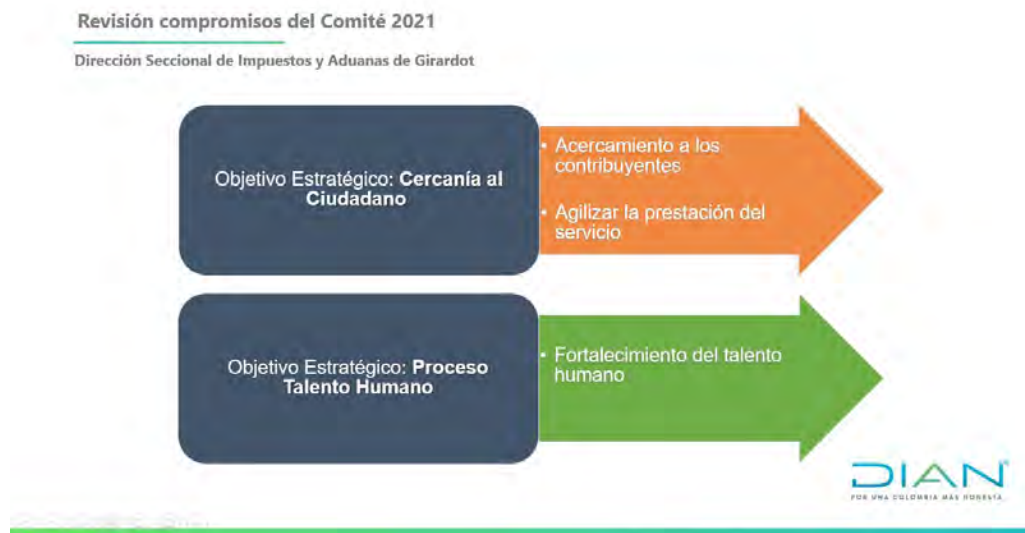 Revisión compromisos del Comité 2021
Dirección Seccional de Impuestos y Aduanas de Girardot
Objetivo Estratégico: Cercanía al
Ciudadano
• Acercamiento a los
contribuyentes
• Agilizar la prestación del
servicio
Objetivo Estratégico: Proceso
Talento Humano
• Fortalecimiento del talento
humano
DIAN
POR UNA COLOMBIA MÁS HONESTA